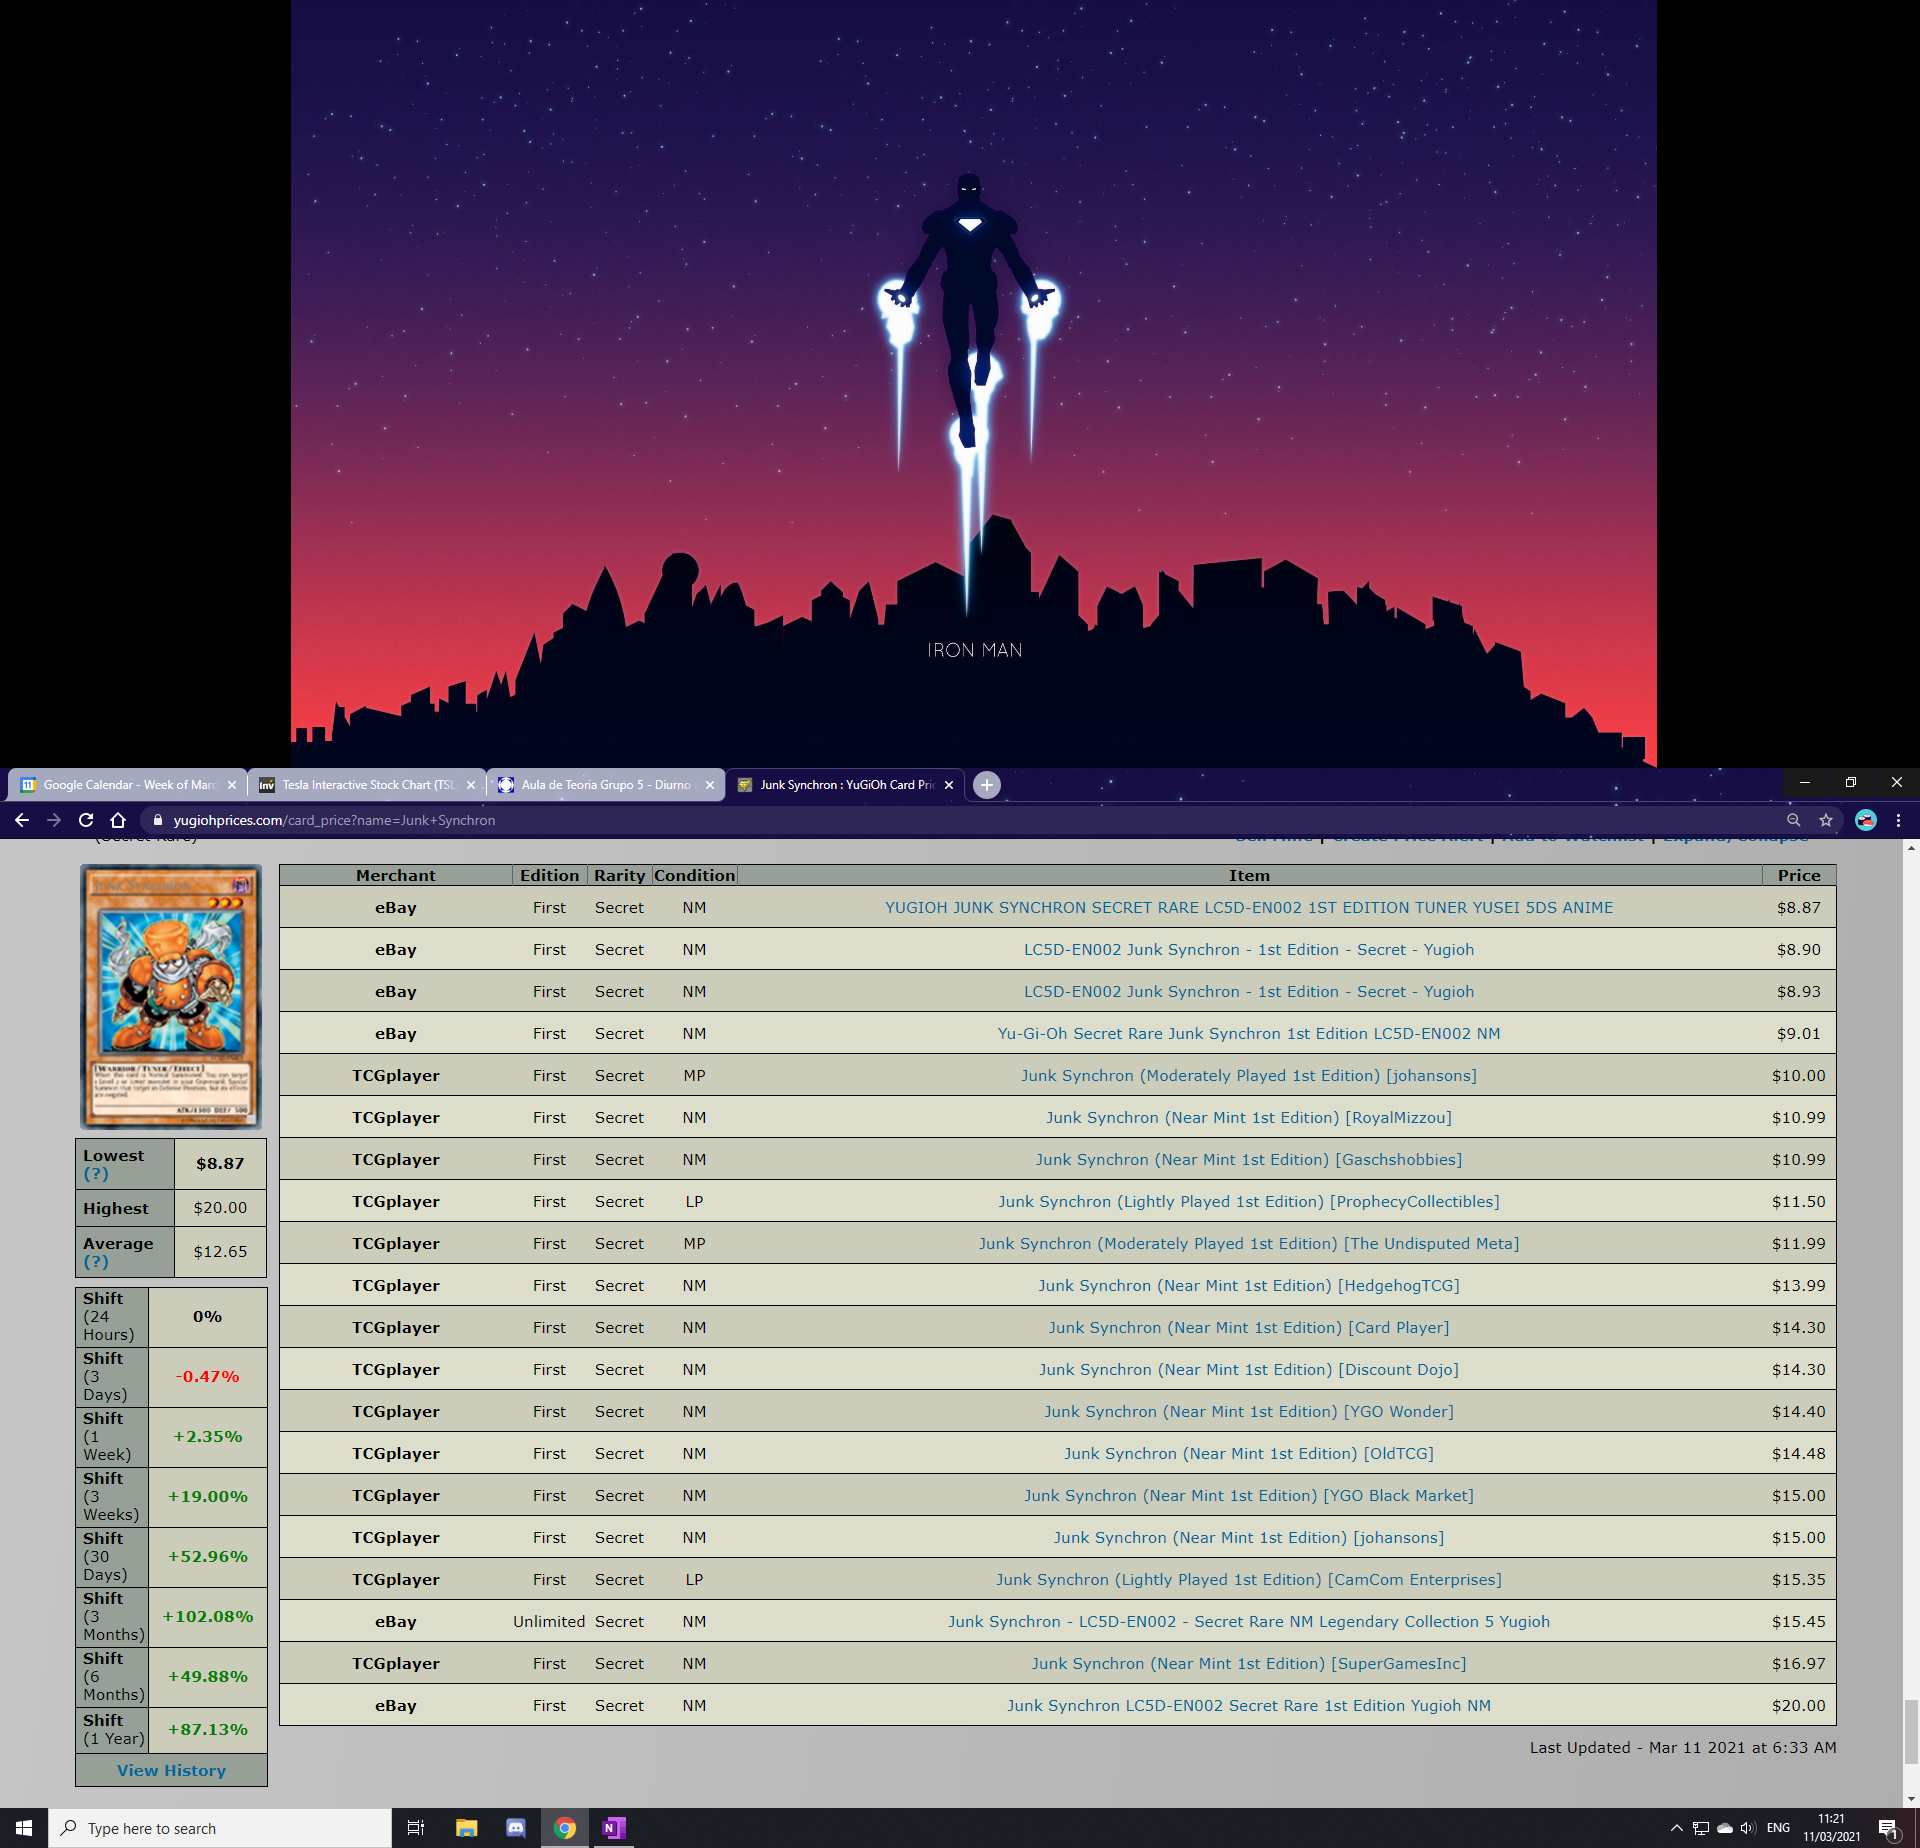 IRON MAN
Google Calendar - Week of Marc
Tesla Interactive Stock Chart (TSL
Aula de Teoria Grupo 5 - Diurno
Junk Synchron : YuGiOh Card Pric
yugiohprices.com/card_price?name=Junk+Synchron
Merchant Edition Rarity Condition Item Price
eBay First Secret NM YUGIOH JUNK SYNCHRON SECRET RARE LC5D-EN002 1ST EDITION TUNER YUSEI 5DS ANIME $8.87
eBay First Secret NM LC5D-EN002 Junk Synchron - 1st Edition - Secret - Yugioh $8.90
eBay First Secret NM LC5D-EN002 Junk Synchron - 1st Edition - Secret - Yugioh $8.93
eBay First Secret NM Yu-Gi-Oh Secret Rare Junk Synchron 1st Edition LC5D-EN002 NM $9.01
TCGplayer First Secret MP Junk Synchron (Moderately Played 1st Edition) [johansons] $10.00
TCGplayer First Secret NM Junk Synchron (Near Mint 1st Edition) [RoyalMizzou] $10.99
TCGplayer First Secret NM Junk Synchron (Near Mint 1st Edition) [Gaschshobbies] $10.99
TCGplayer First Secret LP Junk Synchron (Lightly Played 1st Edition) [ProphecyCollectibles] $11.50
TCGplayer First Secret MP Junk Synchron (Moderately Played 1st Edition) [The Undisputed Meta] $11.99
TCGplayer First Secret NM Junk Synchron (Near Mint 1st Edition) [HedgehogTCG] $13.99
TCGplayer First Secret NM Junk Synchron (Near Mint 1st Edition) [Card Player] $14.30
TCGplayer First Secret NM Junk Synchron (Near Mint 1st Edition) [Discount Dojo] $14.30
TCGplayer First Secret NM Junk Synchron (Near Mint 1st Edition) [YGO Wonder] $14.40
TCGplayer First Secret NM Junk Synchron (Near Mint 1st Edition) [OldTCG] $14.48
TCGplayer First Secret NM Junk Synchron (Near Mint 1st Edition) [YGO Black Market] $15.00
TCGplayer First Secret NM Junk Synchron (Near Mint 1st Edition) [johansons] $15.00
TCGplayer First Secret LP Junk Synchron (Lightly Played 1st Edition) [CamCom Enterprises] $15.35
eBay Unlimited Secret NM Junk Synchron - LC5D-EN002 - Secret Rare NM Legendary Collection 5 Yugioh $15.45
TCGplayer First Secret NM Junk Synchron (Near Mint 1st Edition) [SuperGamesInc] $16.97
eBay First Secret NM Junk Synchron LC5D-EN002 Secret Rare 1st Edition Yugioh NM $20.00
Last Updated - Mar 11 2021 at 6:33 AM
JUNK SYNCHRON
[WARRIOR/TUNER/EFFECT]
ATK/1300 DEF/ 500
Lowest
(?)
$8.87
Highest $20.00
Average
(?)
$12.65
Shift
(24
Hours)
0%
Shift
(3
Days)
-0.47%
Shift
(1
Week)
+2.35%
Shift
(3
Weeks)
+19.00%
Shift
(30
Days)
+52.96%
Shift
(3
Months)
+102.08%
Shift
(6
Months)
+49.88%
Shift
(1 Year)
+87.13%
View History
Type here to search
ENG
11:21
11/03/2021
1